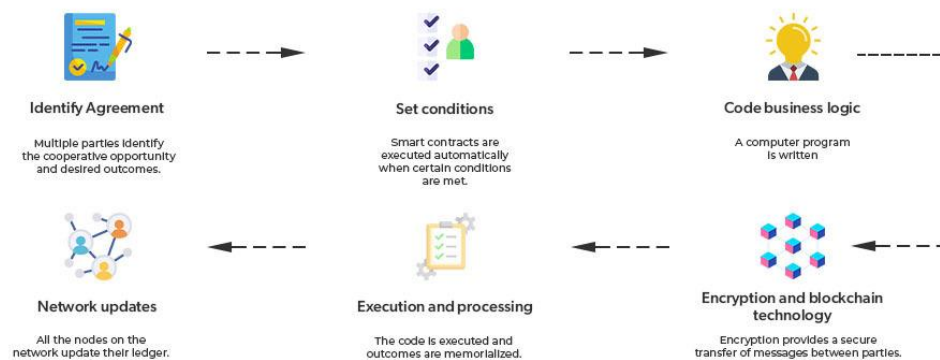 Identify Agreement
Multiple parties identify
the cooperative opportunity
and desired outcomes.
Set conditions
Smart contracts are
executed automatically
when certain conditions
are met.
Code business logic
A computer program
is written
Encryption and blockchain
technology
Encryption provides a secure
transfer of messages between parties.
Execution and processing
The code is executed and
outcomes are memorialized.
Network updates
All the nodes on the
network update their ledger.